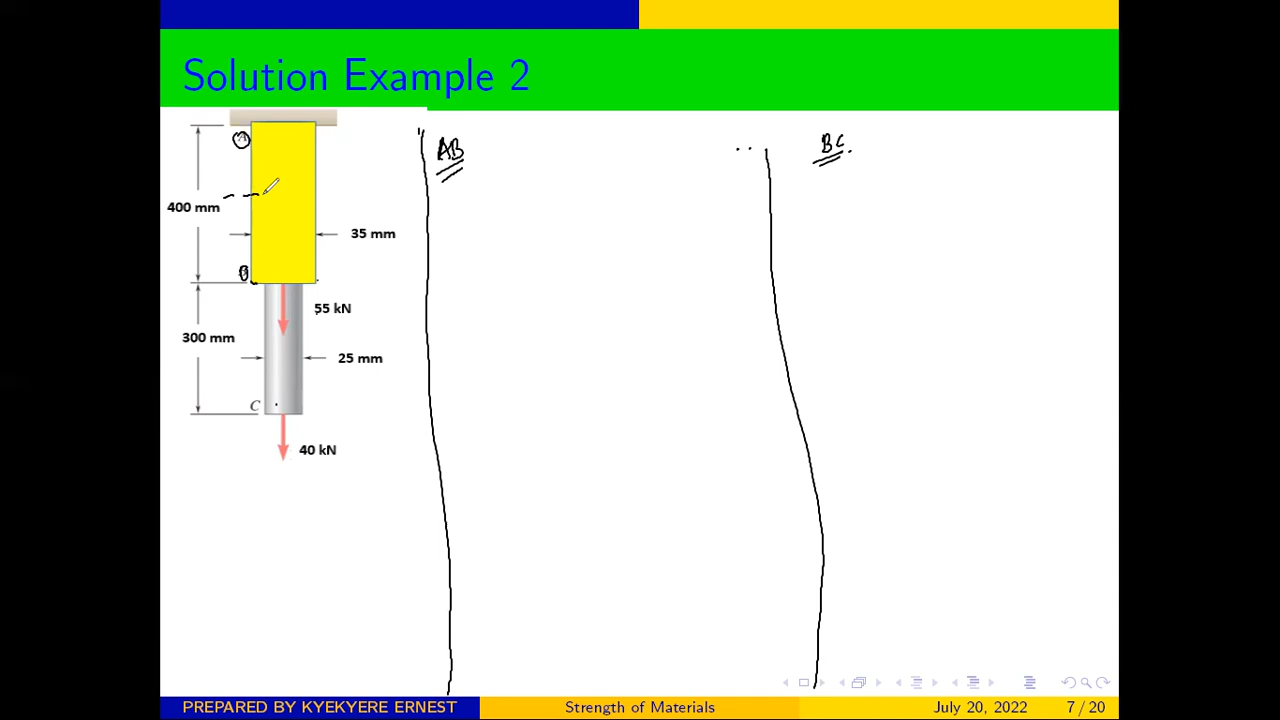 Solution Example 2
A
AB
BC.
400 mm
35 mm
B
55 kN
300 mm
25 mm
C
40 kN
PREPARED BY KYEKYERE ERNEST
Strength of Materials
July 20, 2022
7 / 20